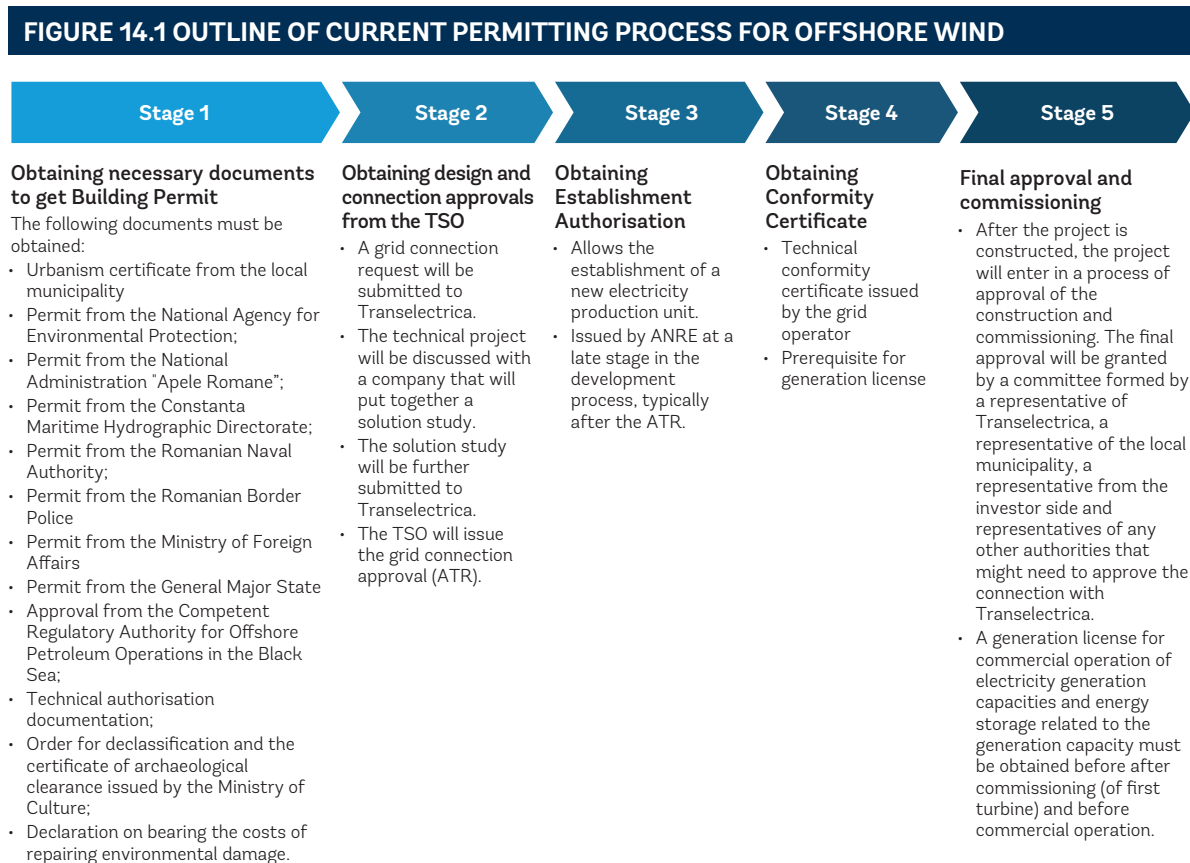 FIGURE 14.1 OUTLINE OF CURRENT PERMITTING PROCESS FOR OFFSHORE WIND
Stage 1
Stage 2
Stage 3
Stage 4
Stage 5
Obtaining necessary documents
to get Building Permit
The following documents must be
obtained:
• Urbanism certificate from the local
municipality
• Permit from the National Agency for
Environmental Protection;
• Permit from the National
Administration "Apele Romane”;
• Permit from the Constanta
Maritime Hydrographic Directorate;
• Permit from the Romanian Naval
Authority;
• Permit from the Romanian Border
Police
• Permit from the Ministry of Foreign
Affairs
• Permit from the General Major State
• Approval from the Competent
Regulatory Authority for Offshore
Petroleum Operations in the Black
Sea;
• Technical authorisation
documentation;
• Order for declassification and the
certificate of archaeological
clearance issued by the Ministry of
Culture;
• Declaration on bearing the costs of
repairing environmental damage.
Obtaining design and
connection approvals
from the TSO
• A grid connection
request will be
submitted to
Transelectrica.
• The technical project
will be discussed with
a company that will
put together a
solution study.
• The solution study
will be further
submitted to
Transelectrica.
• The TSO will issue
the grid connection
approval (ATR).
Obtaining
Establishment
Authorisation
• Allows the
establishment of a
new electricity
production unit.
• Issued by ANRE at a
late stage in the
development
process, typically
after the ATR.
Obtaining
Conformity
Certificate
• Technical
conformity
certificate issued
by the grid
operator
• Prerequisite for
generation license
Final approval and
commissioning
• After the project is
constructed, the project
will enter in a process of
approval of the
construction and
commissioning. The final
approval will be granted
by a committee formed by
a representative of
Transelectrica, a
representative of the local
municipality, a
representative from the
investor side and
representatives of any
other authorities that
might need to approve the
connection with
Transelectrica.
• A generation license for
commercial operation of
electricity generation
capacities and energy
storage related to the
generation capacity must
be obtained before after
commissioning (of first
turbine) and before
commercial operation.